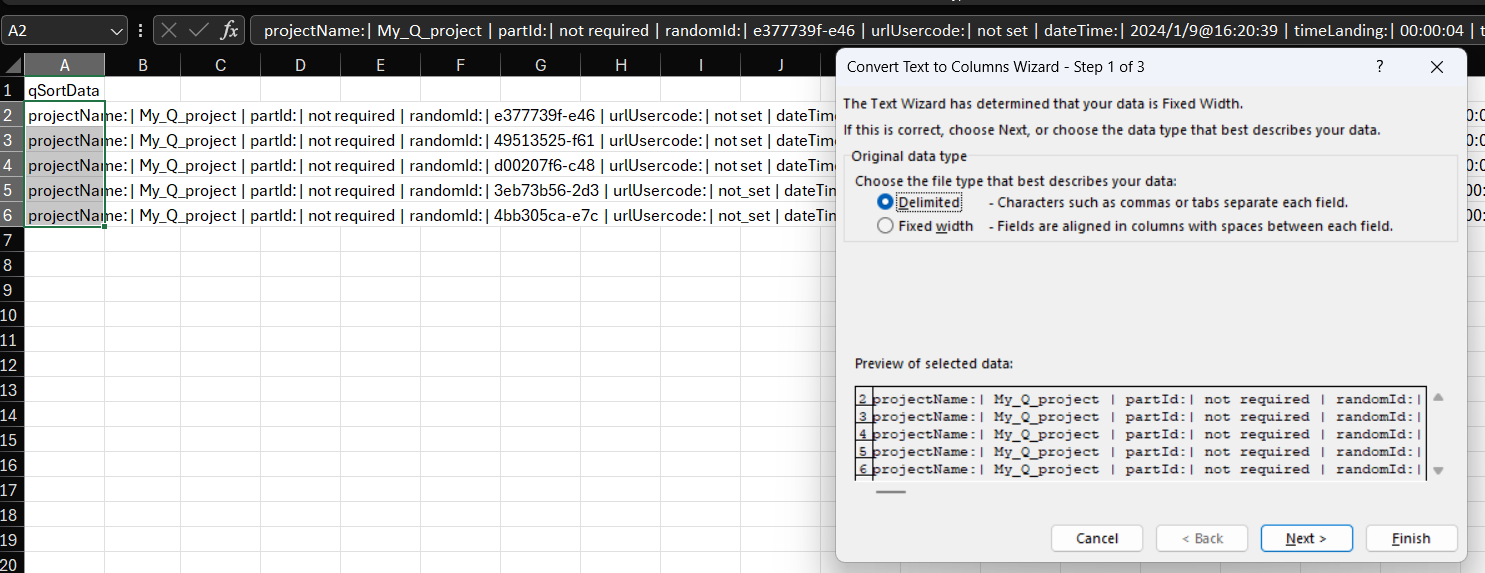 A2 fx projectName:| My_Q_project | partId:| not required | randomId:| e377739f-e46 | urlUsercode:| not set | dateTime:| 2024/1/9@16:20:39 | timeLanding:| 00:00:04 | t
A B C D E F G H I J
1 qSortData
2 projectName:| My_Q_project | partId:| not required | randomId:| e377739f-e46 | urlUsercode:| not set | dateTime
3 projectName:| My_Q_project | partId:| not required | randomId:| 49513525-f61 | urlUsercode:| not set | dateTime
4 projectName:| My_Q_project | partId:| not required | randomId:| d00207f6-c48 | urlUsercode:| not set | dateTime
5 projectName:| My_Q_project | partId:| not required | randomId:| 3eb73b56-2d3 | urlUsercode:| not_set | dateTim
6 projectName:| My_Q_project | partId:| not required | randomId:| 4bb305ca-e7c | urlUsercode:| not_set | dateTim
7
8
9
10
11
12
13
14
15
16
17
18
19
20
Convert Text to Columns Wizard - Step 1 of 3 ?
The Text Wizard has determined that your data is Fixed Width.
If this is correct, choose Next, or choose the data type that best describes your data.
Original data type
Choose the file type that best describes your data:
Delimited - Characters such as commas or tabs separate each field.
Fixed width - Fields are aligned in columns with spaces between each field.
Preview of selected data:
2 projectName:| My_Q_project | partId:| not required | randomId:|
3 projectName:| My_Q_project | partId:| not required | randomId:|
4 projectName:| My_Q_project | partId:| not required | randomId:|
5 projectName:| My_Q_project | partId:| not required | randomId:|
6 projectName:| My_Q_project | partId:| not required | randomId:|
Cancel < Back Next > Finish